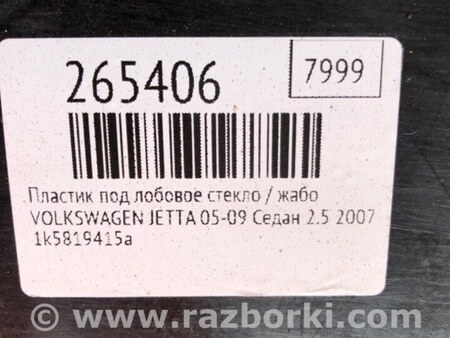 265406
7999
Пластик под лобовое стекло / жабо
VOLKSWAGEN JETTA 05-09 Седан 2.5 2007
1k5819415a
www.razborki.com